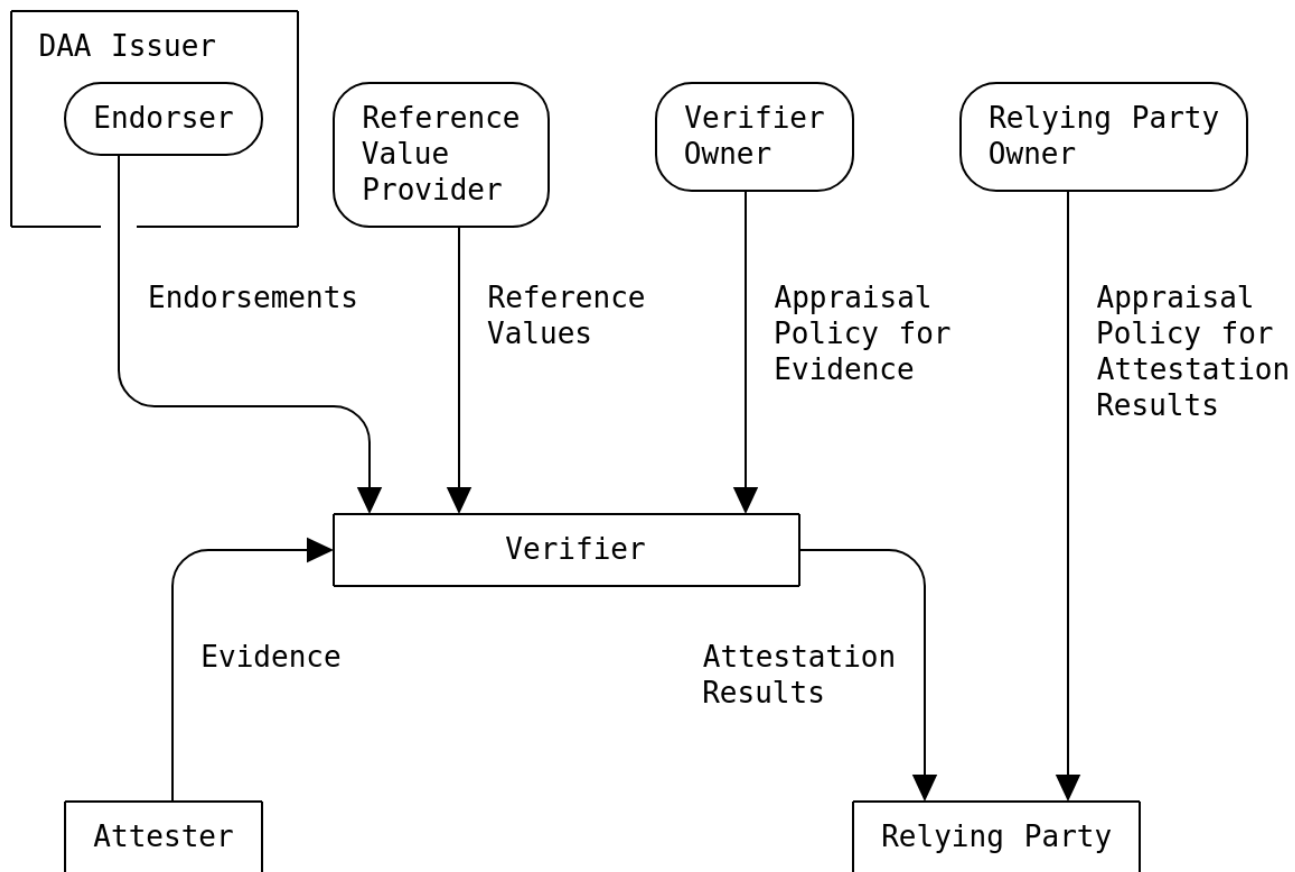 DAA Issuer
Endorser
Reference
Value
Provider
Verifier
Owner
Relying Party
Owner
Endorsements
Reference
Values
Appraisal
Policy for
Evidence
Appraisal
Policy for
Attestation
Results
Verifier
Evidence
Attestation
Results
Attester
Relying Party